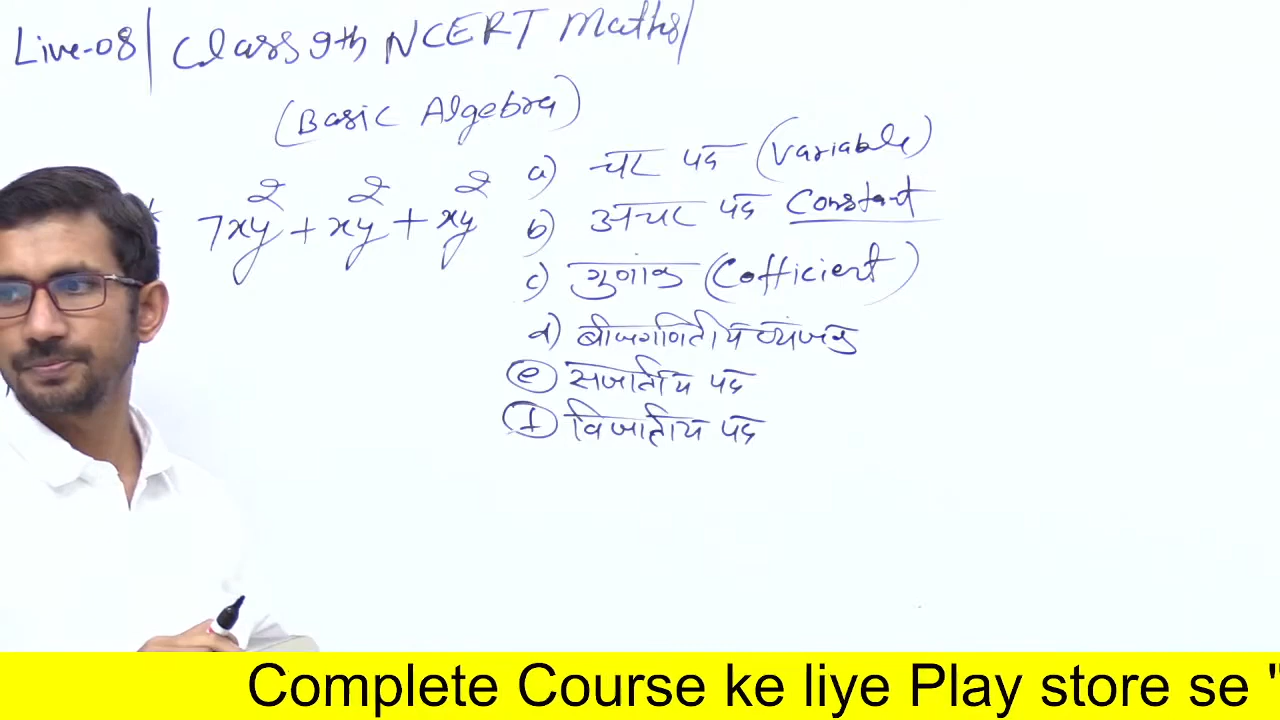 Live-08| Class 9th NCERT Maths|
(Basic Algebra)
* 7xy² + xy² + xy²
a) चर पद (variable)
b) अचर पद Constant
c) गुणांक (Cofficient)
d) बीजगणितीय व्यंजक
e) सजातीय पद
f) विजातीय पद
Complete Course ke liye Play store se "